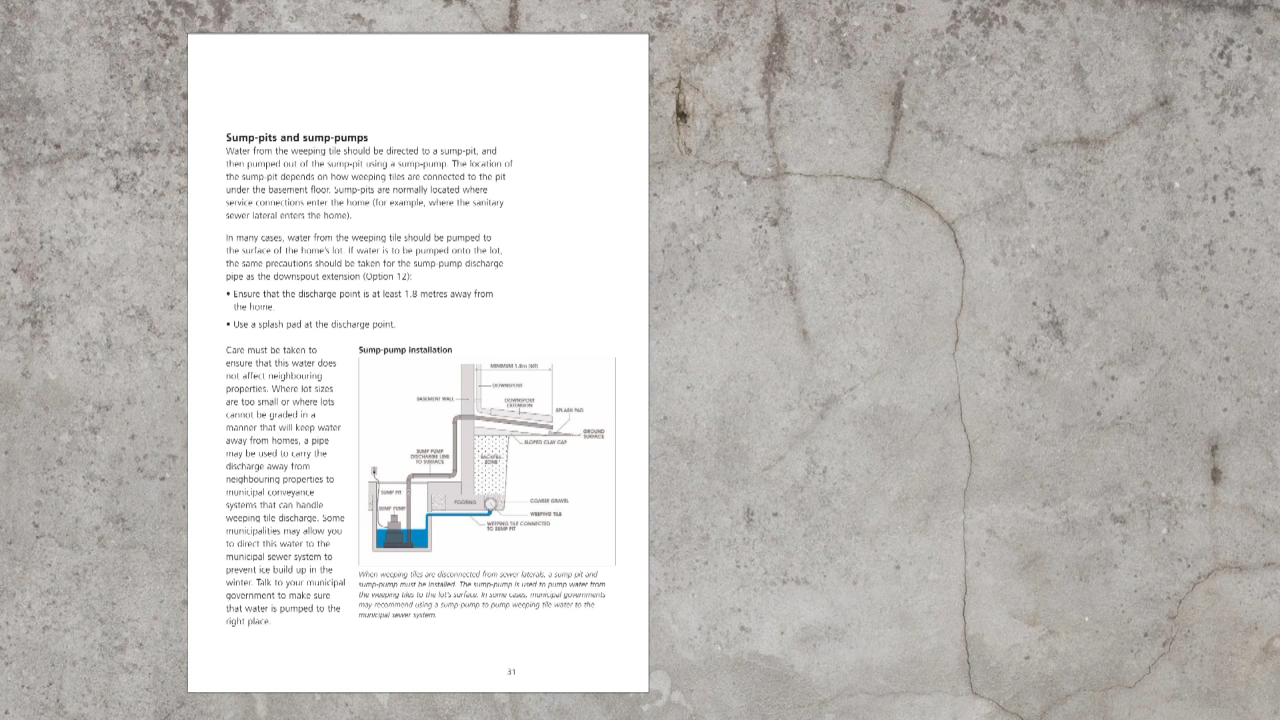 Sump-pits and sump-pumps
Water from the weeping tile should be directed to a sump-pit, and
then pumped out of the sump-pit using a sump-pump. The location of
the sump-pit depends on how weeping tiles are connected to the pit
under the basement floor. Sump-pits are normally located where
service connections enter the home (for example, where the sanitary
sewer lateral enters the home).
In many cases, water from the weeping tile should be pumped to
the surface of the home's lot. If water is to be pumped onto the lot,
the same precautions should be taken for the sump-pump discharge
pipe as the downspout extension (Option 12):
• Ensure that the discharge point is at least 1.8 metres away from
the home.
• Use a splash pad at the discharge point.
Care must be taken to
ensure that this water does
not affect neighbouring
properties. Where lot sizes
are too small or where lots
cannot be graded in a
manner that will keep water
away from homes, a pipe
may be used to carry the
discharge away from
neighbouring properties to
municipal conveyance
systems that can handle
weeping tile discharge. Some
municipalities may allow you
to direct this water to the
municipal sewer system to
prevent ice build up in the
winter. Talk to your municipal
government to make sure
that water is pumped to the
right place.
Sump-pump installation
MINIMUM 1.8m (6ft)
DOWNSPOUT
BASEMENT WALL
DOWNSPOUT
EXTENSION
SPLASH PAD
GROUND
SURFACE
SLOPED CLAY CAP
SUMP PUMP
DISCHARGE LINE
TO SURFACE
BACKFILL
ZONE
SUMP PIT
FOOTING
COARSE GRAVEL
SUMP PUMP
WEEPING TILE
WEEPING TILE CONNECTED
TO SUMP PIT
When weeping tiles are disconnected from sewer laterals, a sump pit and
sump-pump must be installed. The sump-pump is used to pump water from
the weeping tiles to the lot's surface. In some cases, municipal governments
may recommend using a sump-pump to pump weeping tile water to the
municipal sewer system.
31